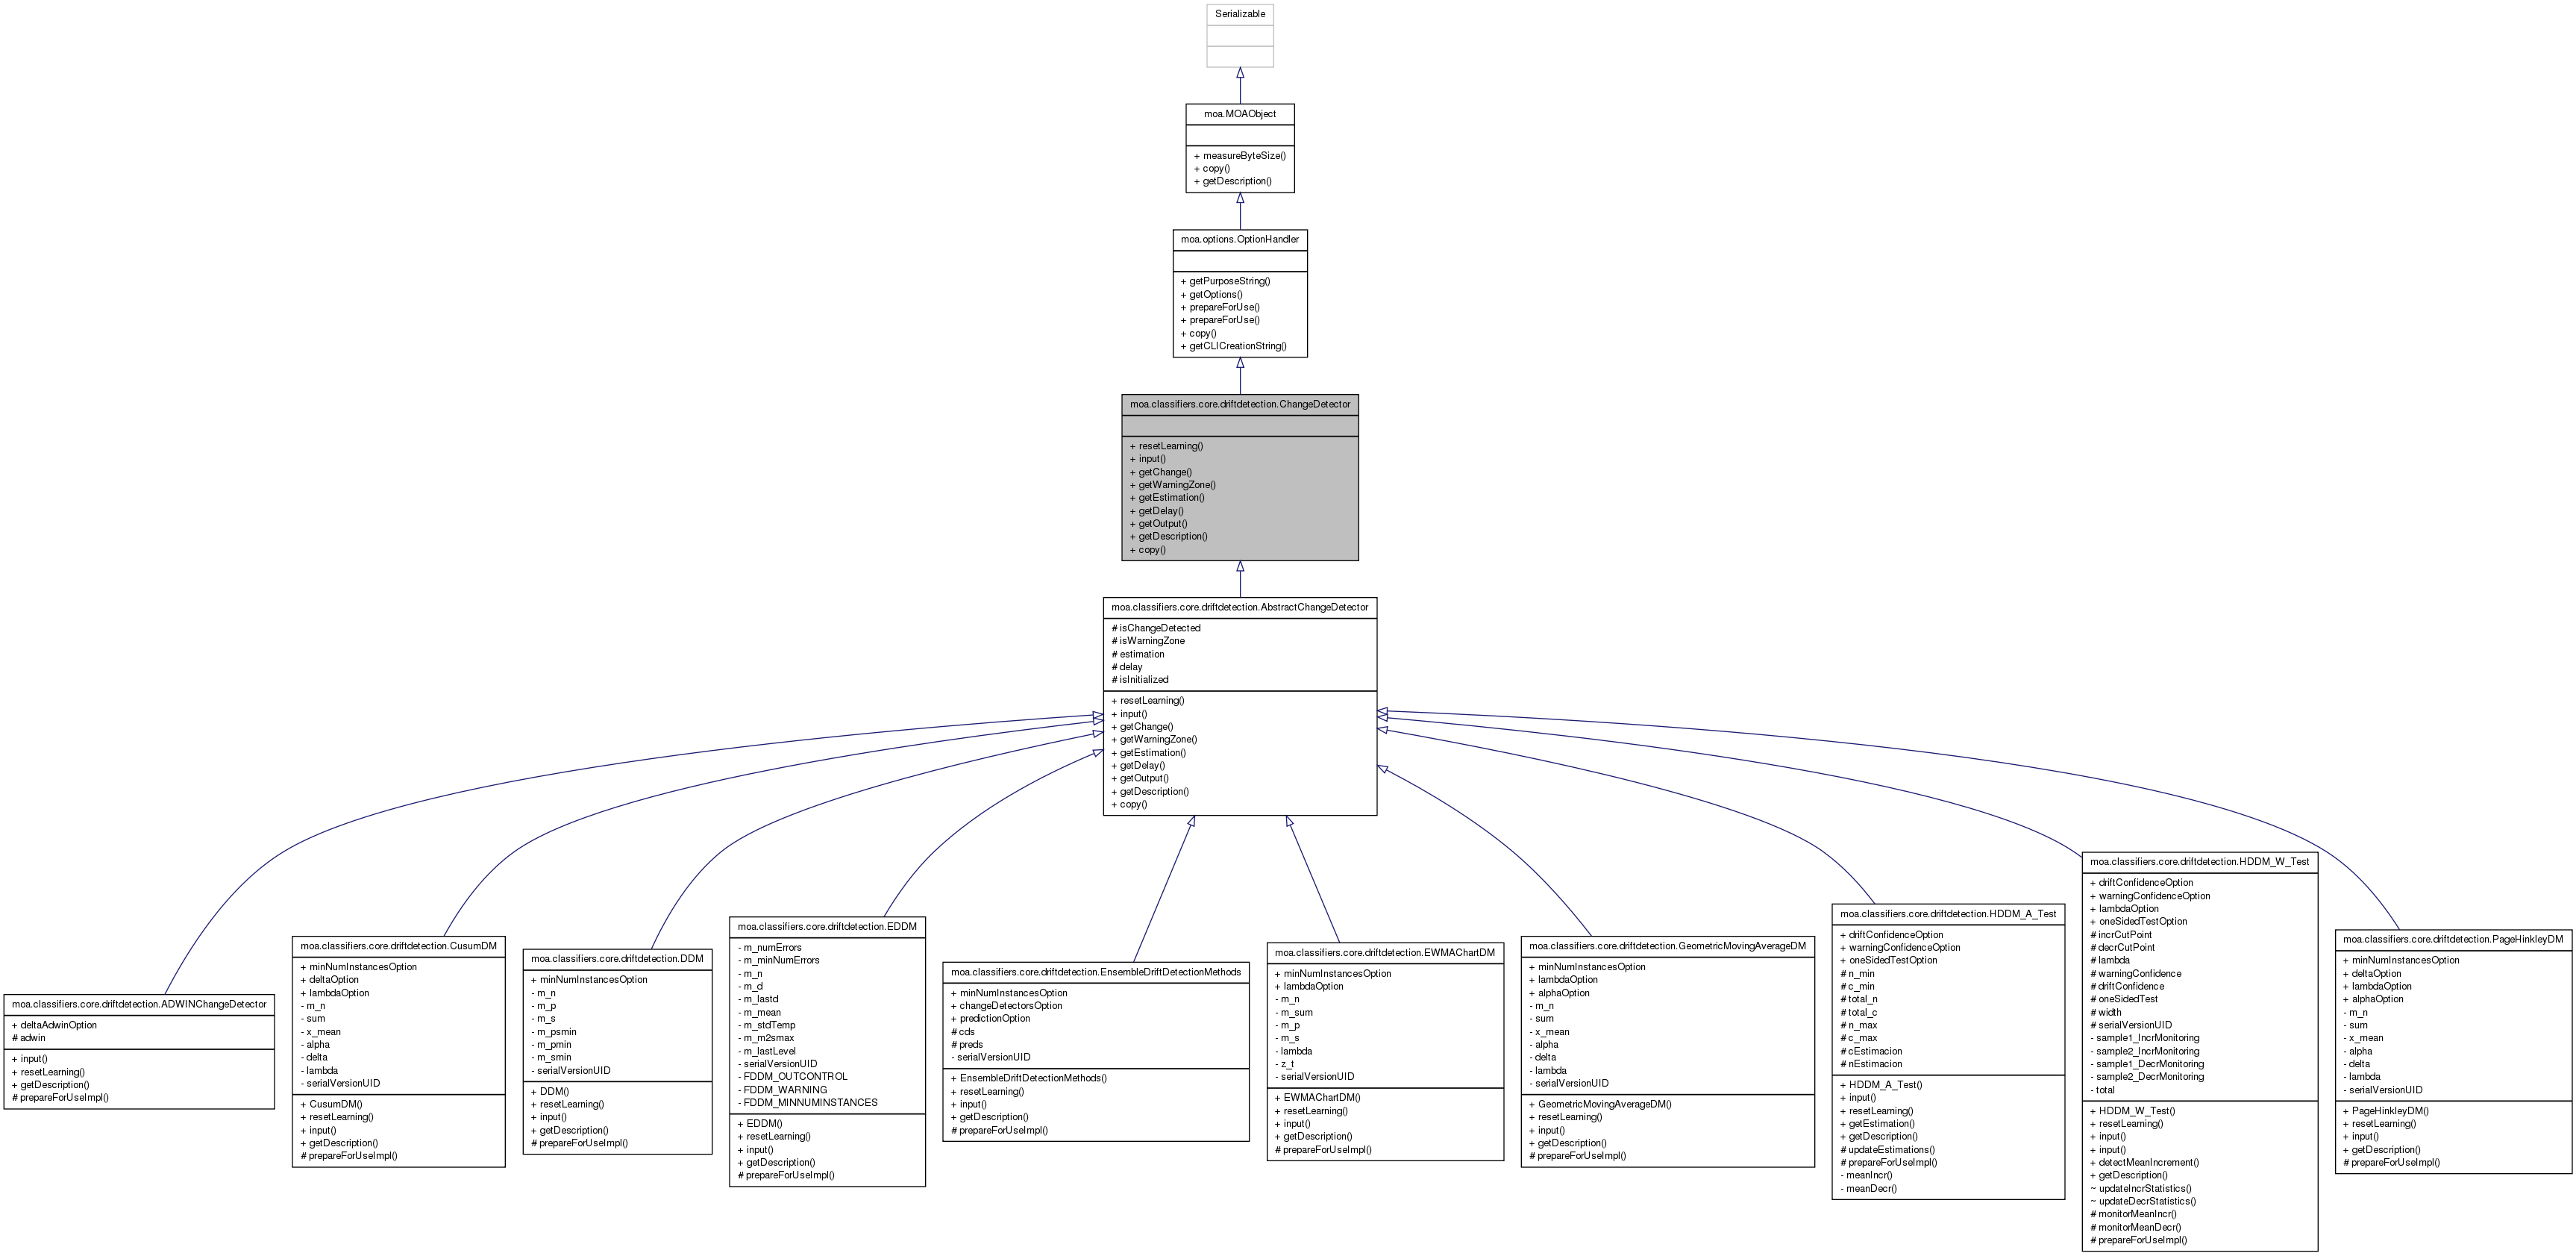 Serializable
moa.MOAObject
+ measureByteSize()
+ copy()
+ getDescription()
moa.options.OptionHandler
+ getPurposeString()
+ getOptions()
+ prepareForUse()
+ prepareForUse()
+ copy()
+ getCLICreationString()
moa.classifiers.core.driftdetection.ChangeDetector
+ resetLearning()
+ input()
+ getChange()
+ getWarningZone()
+ getEstimation()
+ getDelay()
+ getOutput()
+ getDescription()
+ copy()
moa.classifiers.core.driftdetection.AbstractChangeDetector
# isChangeDetected
# isWarningZone
# estimation
# delay
# isInitialized
+ resetLearning()
+ input()
+ getChange()
+ getWarningZone()
+ getEstimation()
+ getDelay()
+ getOutput()
+ getDescription()
+ copy()
moa.classifiers.core.driftdetection.ADWINChangeDetector
+ deltaAdwinOption
# adwin
+ input()
+ resetLearning()
+ getDescription()
# prepareForUseImpl()
moa.classifiers.core.driftdetection.CusumDM
+ minNumInstancesOption
+ deltaOption
+ lambdaOption
- m_n
- sum
- x_mean
- alpha
- delta
- lambda
- serialVersionUID
+ CusumDM()
+ resetLearning()
+ input()
+ getDescription()
# prepareForUseImpl()
moa.classifiers.core.driftdetection.DDM
+ minNumInstancesOption
- m_n
- m_p
- m_s
- m_psmin
- m_pmin
- m_smin
- serialVersionUID
+ DDM()
+ resetLearning()
+ input()
+ getDescription()
# prepareForUseImpl()
moa.classifiers.core.driftdetection.EDDM
- m_numErrors
- m_minNumErrors
- m_n
- m_d
- m_lastd
- m_mean
- m_stdTemp
- m_m2smax
- m_lastLevel
- serialVersionUID
- FDDM_OUTCONTROL
- FDDM_WARNING
- FDDM_MINNUMINSTANCES
+ EDDM()
+ resetLearning()
+ input()
+ getDescription()
# prepareForUseImpl()
moa.classifiers.core.driftdetection.EnsembleDriftDetectionMethods
+ minNumInstancesOption
+ changeDetectorsOption
+ predictionOption
# cds
# preds
- serialVersionUID
+ EnsembleDriftDetectionMethods()
+ resetLearning()
+ input()
+ getDescription()
# prepareForUseImpl()
moa.classifiers.core.driftdetection.EWMAChartDM
+ minNumInstancesOption
+ lambdaOption
- m_n
- m_sum
- m_p
- m_s
- lambda
- z_t
- serialVersionUID
+ EWMAChartDM()
+ resetLearning()
+ input()
+ getDescription()
# prepareForUseImpl()
moa.classifiers.core.driftdetection.GeometricMovingAverageDM
+ minNumInstancesOption
+ lambdaOption
+ alphaOption
- m_n
- sum
- x_mean
- alpha
- delta
- lambda
- serialVersionUID
+ GeometricMovingAverageDM()
+ resetLearning()
+ input()
+ getDescription()
# prepareForUseImpl()
moa.classifiers.core.driftdetection.HDDM_A_Test
+ driftConfidenceOption
+ warningConfidenceOption
+ oneSidedTestOption
# n_min
# c_min
# total_n
# total_c
# n_max
# c_max
# cEstimacion
# nEstimacion
+ HDDM_A_Test()
+ input()
+ resetLearning()
+ getEstimation()
+ getDescription()
# updateEstimations()
# prepareForUseImpl()
- meanIncr()
- meanDecr()
moa.classifiers.core.driftdetection.HDDM_W_Test
+ driftConfidenceOption
+ warningConfidenceOption
+ lambdaOption
+ oneSidedTestOption
# incrCutPoint
# decrCutPoint
# lambda
# warningConfidence
# driftConfidence
# oneSidedTest
# width
# serialVersionUID
- sample1_IncrMonitoring
- sample2_IncrMonitoring
- sample1_DecrMonitoring
- sample2_DecrMonitoring
- total
+ HDDM_W_Test()
+ resetLearning()
+ input()
+ input()
+ detectMeanIncrement()
+ getDescription()
~ updateIncrStatistics()
~ updateDecrStatistics()
# monitorMeanIncr()
# monitorMeanDecr()
# prepareForUseImpl()
moa.classifiers.core.driftdetection.PageHinkleyDM
+ minNumInstancesOption
+ deltaOption
+ lambdaOption
+ alphaOption
- m_n
- sum
- x_mean
- alpha
- delta
- lambda
- serialVersionUID
+ PageHinkleyDM()
+ resetLearning()
+ input()
+ getDescription()
# prepareForUseImpl()